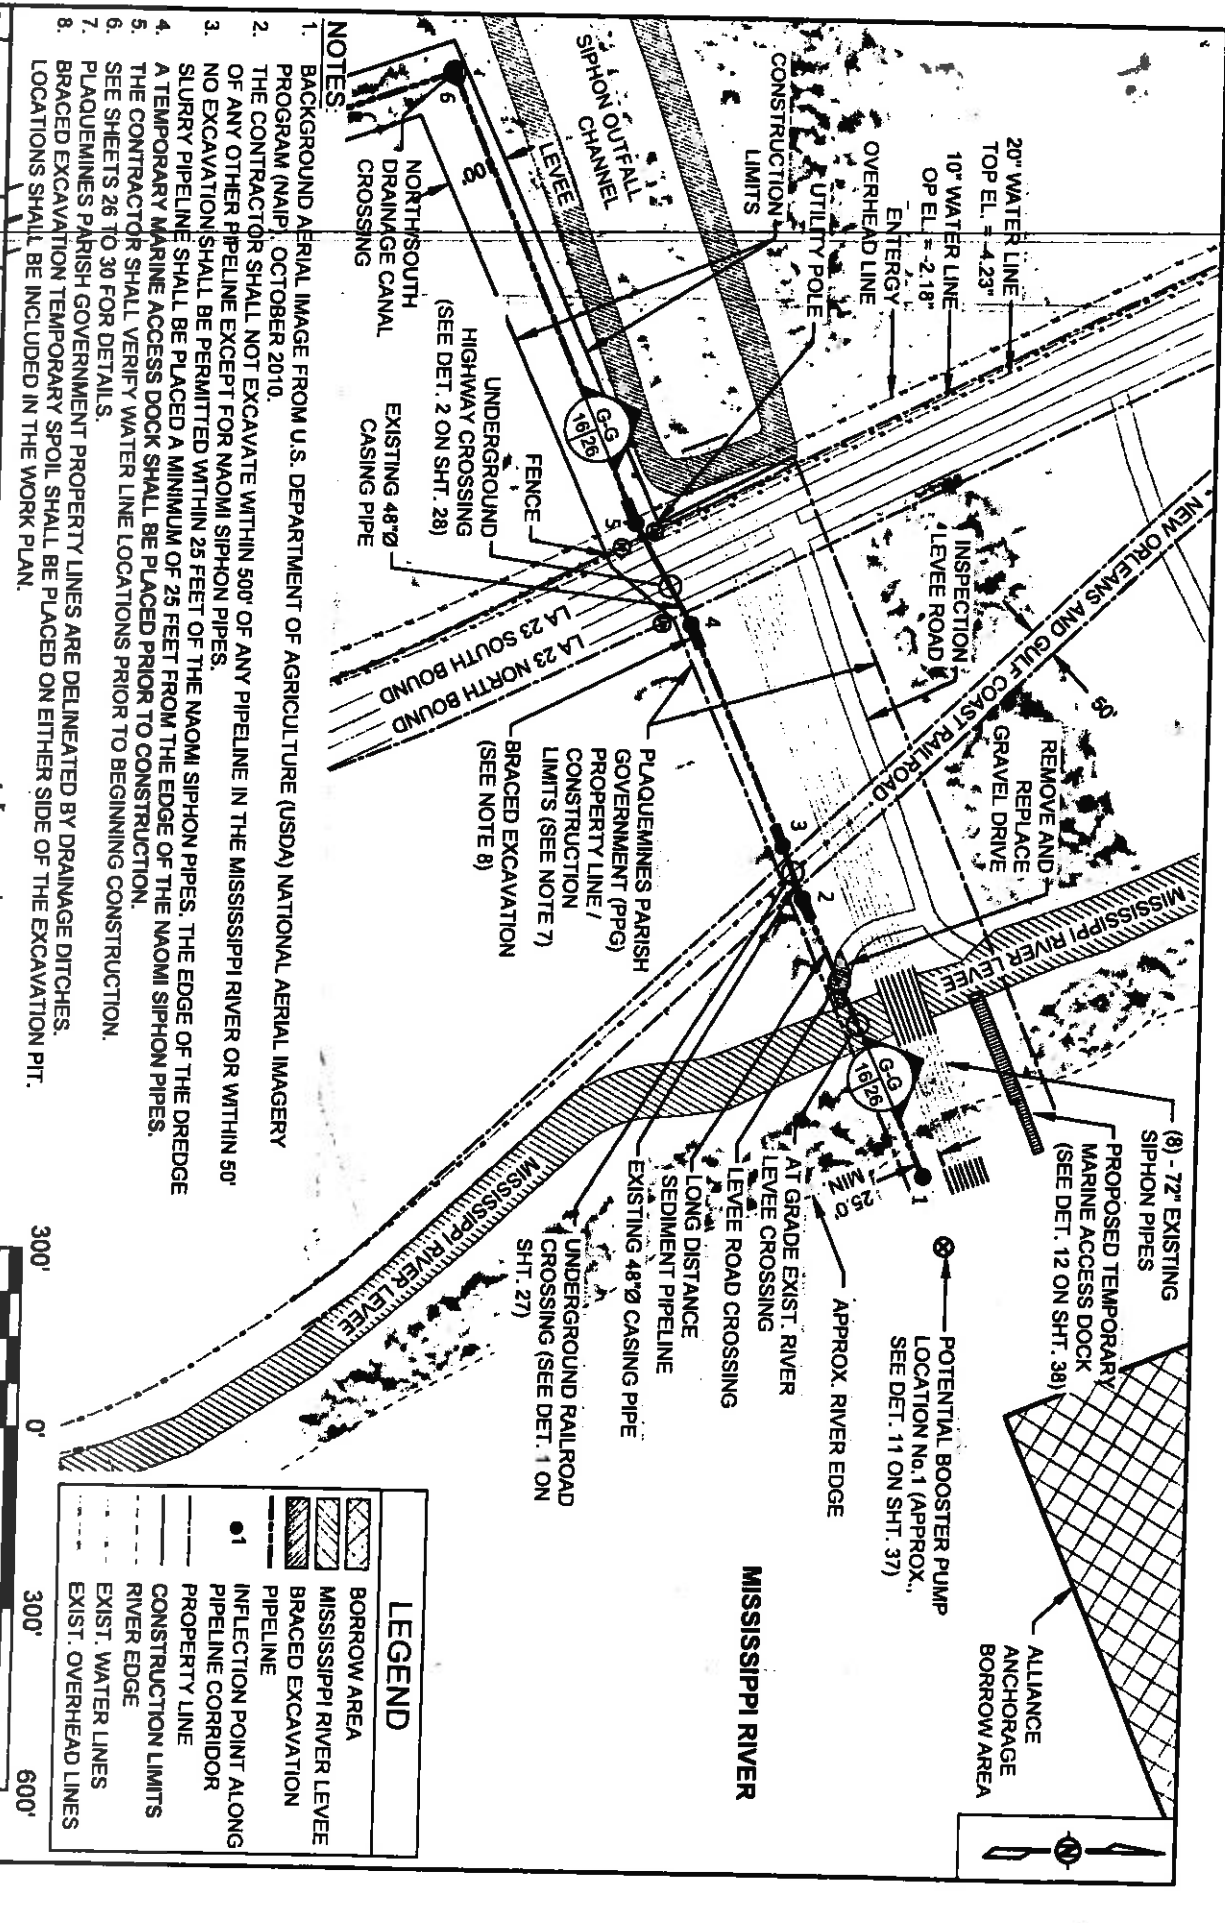 20" WATER LINE
TOP EL. = -4.23"
10" WATER LINE
OP EL. = -2.18"
ENTERGY
OVERHEAD LINE
UTILITY POLE
CONSTRUCTION
LIMITS
SIPHON OUTFALL
CHANNEL
LEVEE
.00
6
NORTH/SOUTH
DRAINAGE CANAL
CROSSING
G-G
16 26
5
FENCE
UNDERGROUND
HIGHWAY CROSSING
(SEE DET. 2 ON SHT. 28)
EXISTING 48"Ø
CASING PIPE
4
LA 23 SOUTH BOUND
LA 23 NORTH BOUND
INSPECTION
LEVEE ROAD
NEW ORLEANS AND GULF COAST RAILROAD
50'
REMOVE AND
REPLACE
GRAVEL DRIVE
MISSISSIPPI RIVER LEVEE
3
2
PLAQUEMINES PARISH
GOVERNMENT (PPG)
PROPERTY LINE /
CONSTRUCTION
LIMITS (SEE NOTE 7)
BRACED EXCAVATION
(SEE NOTE 8)
G-G
16 26
25.0'
MIN
1
(8) - 72" EXISTING
SIPHON PIPES
PROPOSED TEMPORARY
MARINE ACCESS DOCK
(SEE DET. 12 ON SHT. 38)
POTENTIAL BOOSTER PUMP
LOCATION No.1 (APPROX.,
SEE DET. 11 ON SHT. 37)
APPROX. RIVER EDGE
AT GRADE EXIST. RIVER
LEVEE CROSSING
LEVEE ROAD CROSSING
LONG DISTANCE
SEDIMENT PIPELINE
EXISTING 48"Ø CASING PIPE
UNDERGROUND RAILROAD
CROSSING (SEE DET. 1 ON
SHT. 27)
MISSISSIPPI RIVER LEVEE
ALLIANCE
ANCHORAGE
BORROW AREA
MISSISSIPPI RIVER
N
NOTES:
1. BACKGROUND AERIAL IMAGE FROM U.S. DEPARTMENT OF AGRICULTURE (USDA) NATIONAL AERIAL IMAGERY
PROGRAM (NAIP), OCTOBER 2010.
2. THE CONTRACTOR SHALL NOT EXCAVATE WITHIN 500' OF ANY PIPELINE IN THE MISSISSIPPI RIVER OR WITHIN 50'
OF ANY OTHER PIPELINE EXCEPT FOR NAOMI SIPHON PIPES.
3. NO EXCAVATION SHALL BE PERMITTED WITHIN 25 FEET OF THE NAOMI SIPHON PIPES. THE EDGE OF THE DREDGE
SLURRY PIPELINE SHALL BE PLACED A MINIMUM OF 25 FEET FROM THE EDGE OF THE NAOMI SIPHON PIPES.
4. A TEMPORARY MARINE ACCESS DOCK SHALL BE PLACED PRIOR TO CONSTRUCTION.
5. THE CONTRACTOR SHALL VERIFY WATER LINE LOCATIONS PRIOR TO BEGINNING CONSTRUCTION.
6. SEE SHEETS 26 TO 30 FOR DETAILS.
7. PLAQUEMINES PARISH GOVERNMENT PROPERTY LINES ARE DELINEATED BY DRAINAGE DITCHES.
8. BRACED EXCAVATION TEMPORARY SPOIL SHALL BE PLACED ON EITHER SIDE OF THE EXCAVATION PIT.
LOCATIONS SHALL BE INCLUDED IN THE WORK PLAN.
LEGEND
BORROW AREA
MISSISSIPPI RIVER LEVEE
BRACED EXCAVATION
PIPELINE
●1 INFLECTION POINT ALONG
PIPELINE CORRIDOR
PROPERTY LINE
CONSTRUCTION LIMITS
RIVER EDGE
EXIST. WATER LINES
EXIST. OVERHEAD LINES
300' 0' 300' 600'